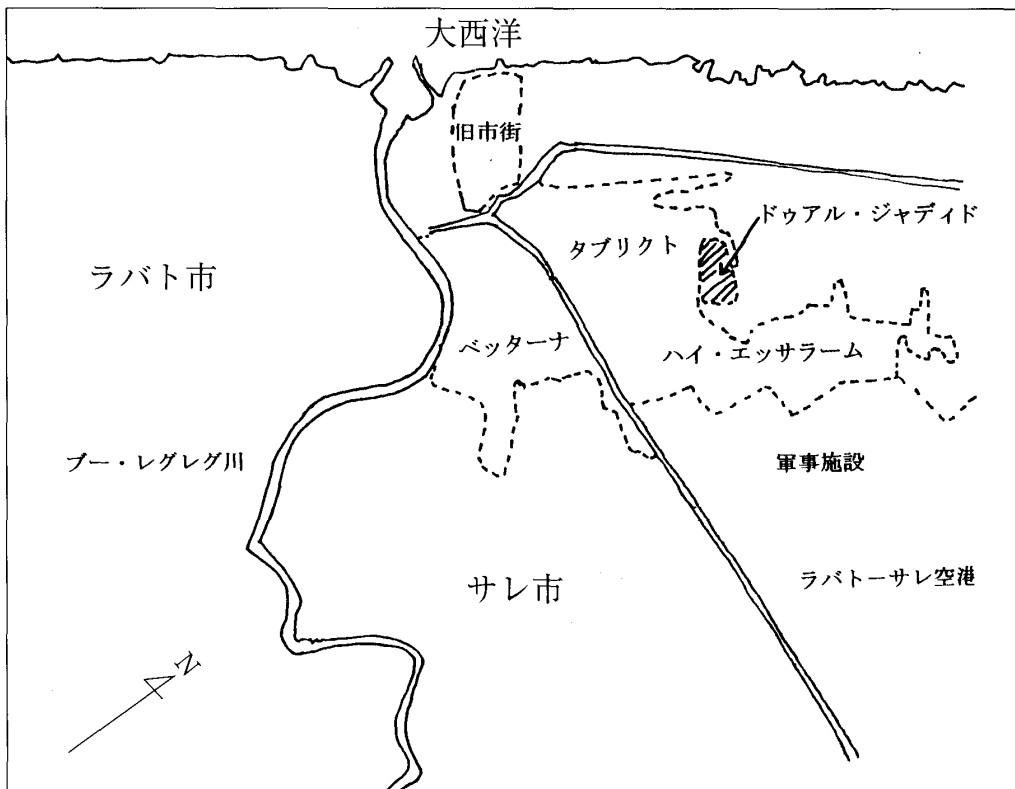 大西洋
旧市街
ドゥアル・ジャディド
タブリクト
ラバト市
ベッターナ
ハイ・エッサラーム
ブー・レグレグ川
軍事施設
サレ市
ラバトーサレ空港
N